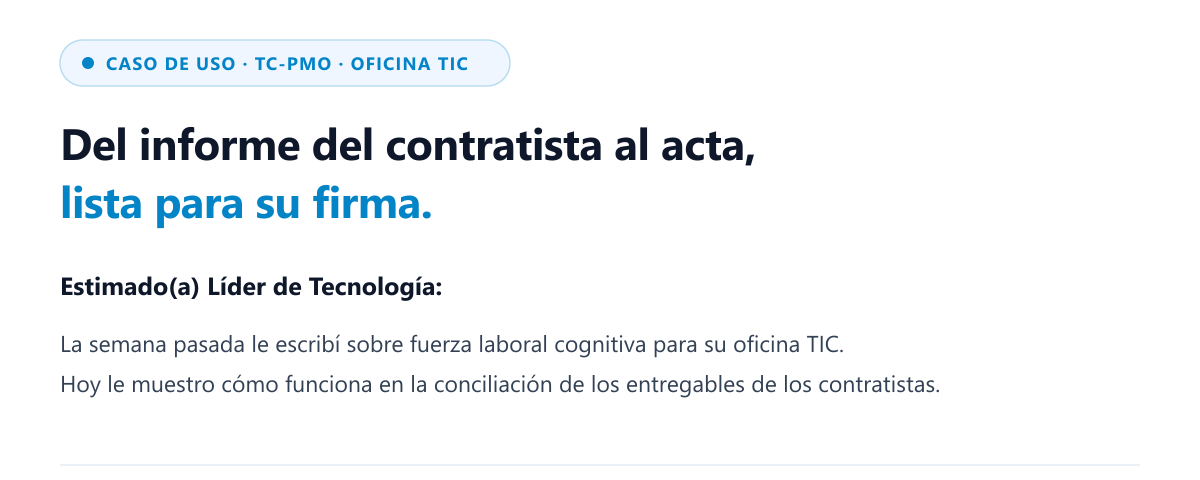 CASO DE USO · TC-PMO · OFICINA TIC
Del informe del contratista al acta,
lista para su firma.
Estimado(a) Líder de Tecnología:
La semana pasada le escribí sobre fuerza laboral cognitiva para su oficina TIC.
Hoy le muestro cómo funciona en la conciliación de los entregables de los contratistas.